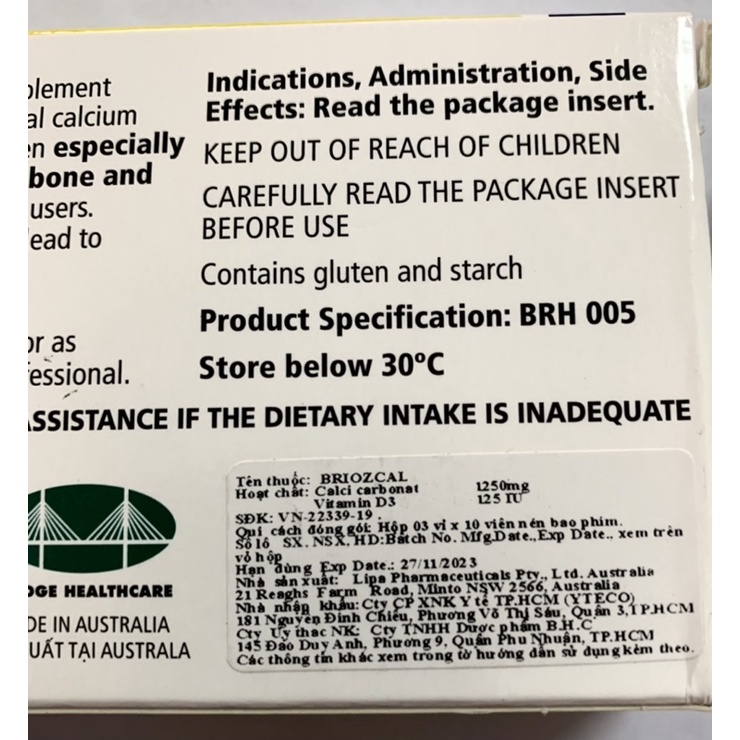 plement
al calcium
en especially
bone and
users.
ead to
or as
essional.
Indications, Administration, Side
Effects: Read the package insert.
KEEP OUT OF REACH OF CHILDREN
CAREFULLY READ THE PACKAGE INSERT
BEFORE USE
Contains gluten and starch
Product Specification: BRH 005
Store below 30ºC
ASSISTANCE IF THE DIETARY INTAKE IS INADEQUATE
DGE HEALTHCARE
DE IN AUSTRALIA
UẤT TẠI AUSTRALA
Tên thuốc: BRIOZCAL
Hoạt chất: Calci carbonat 1250mg
Vitamin D3 125 IU
SĐK: VN-22339-19 .
Qui cách đóng gói: Hộp 03 vỉ x 10 viên nén bao phim.
Số lô SX, NSX, HD: Batch No. Mfg.Date., Exp Date., xem trên
vỏ hộp
Hạn dùng Exp Date.: 27/11/2023
Nhà sản xuất: Lipa Pharmaceuticals Pty., Ltd. Australia
21 Reaghs Farm Road, Minto NSW 2566, Australia
Nhà nhập khẩu: Cty CP XNK Y tế TP.HCM (YTECO)
181 Nguyễn Đình Chiểu, Phường Võ Thị Sáu, Quận 3, TP.HCM
Cty Uỷ thác NK: Cty TNHH Dược phẩm B.H.C
145 Đào Duy Anh, Phường 9, Quận Phú Nhuận, TP.HCM
Các thông tin khác xem trong tờ hướng dẫn sử dụng kèm theo.